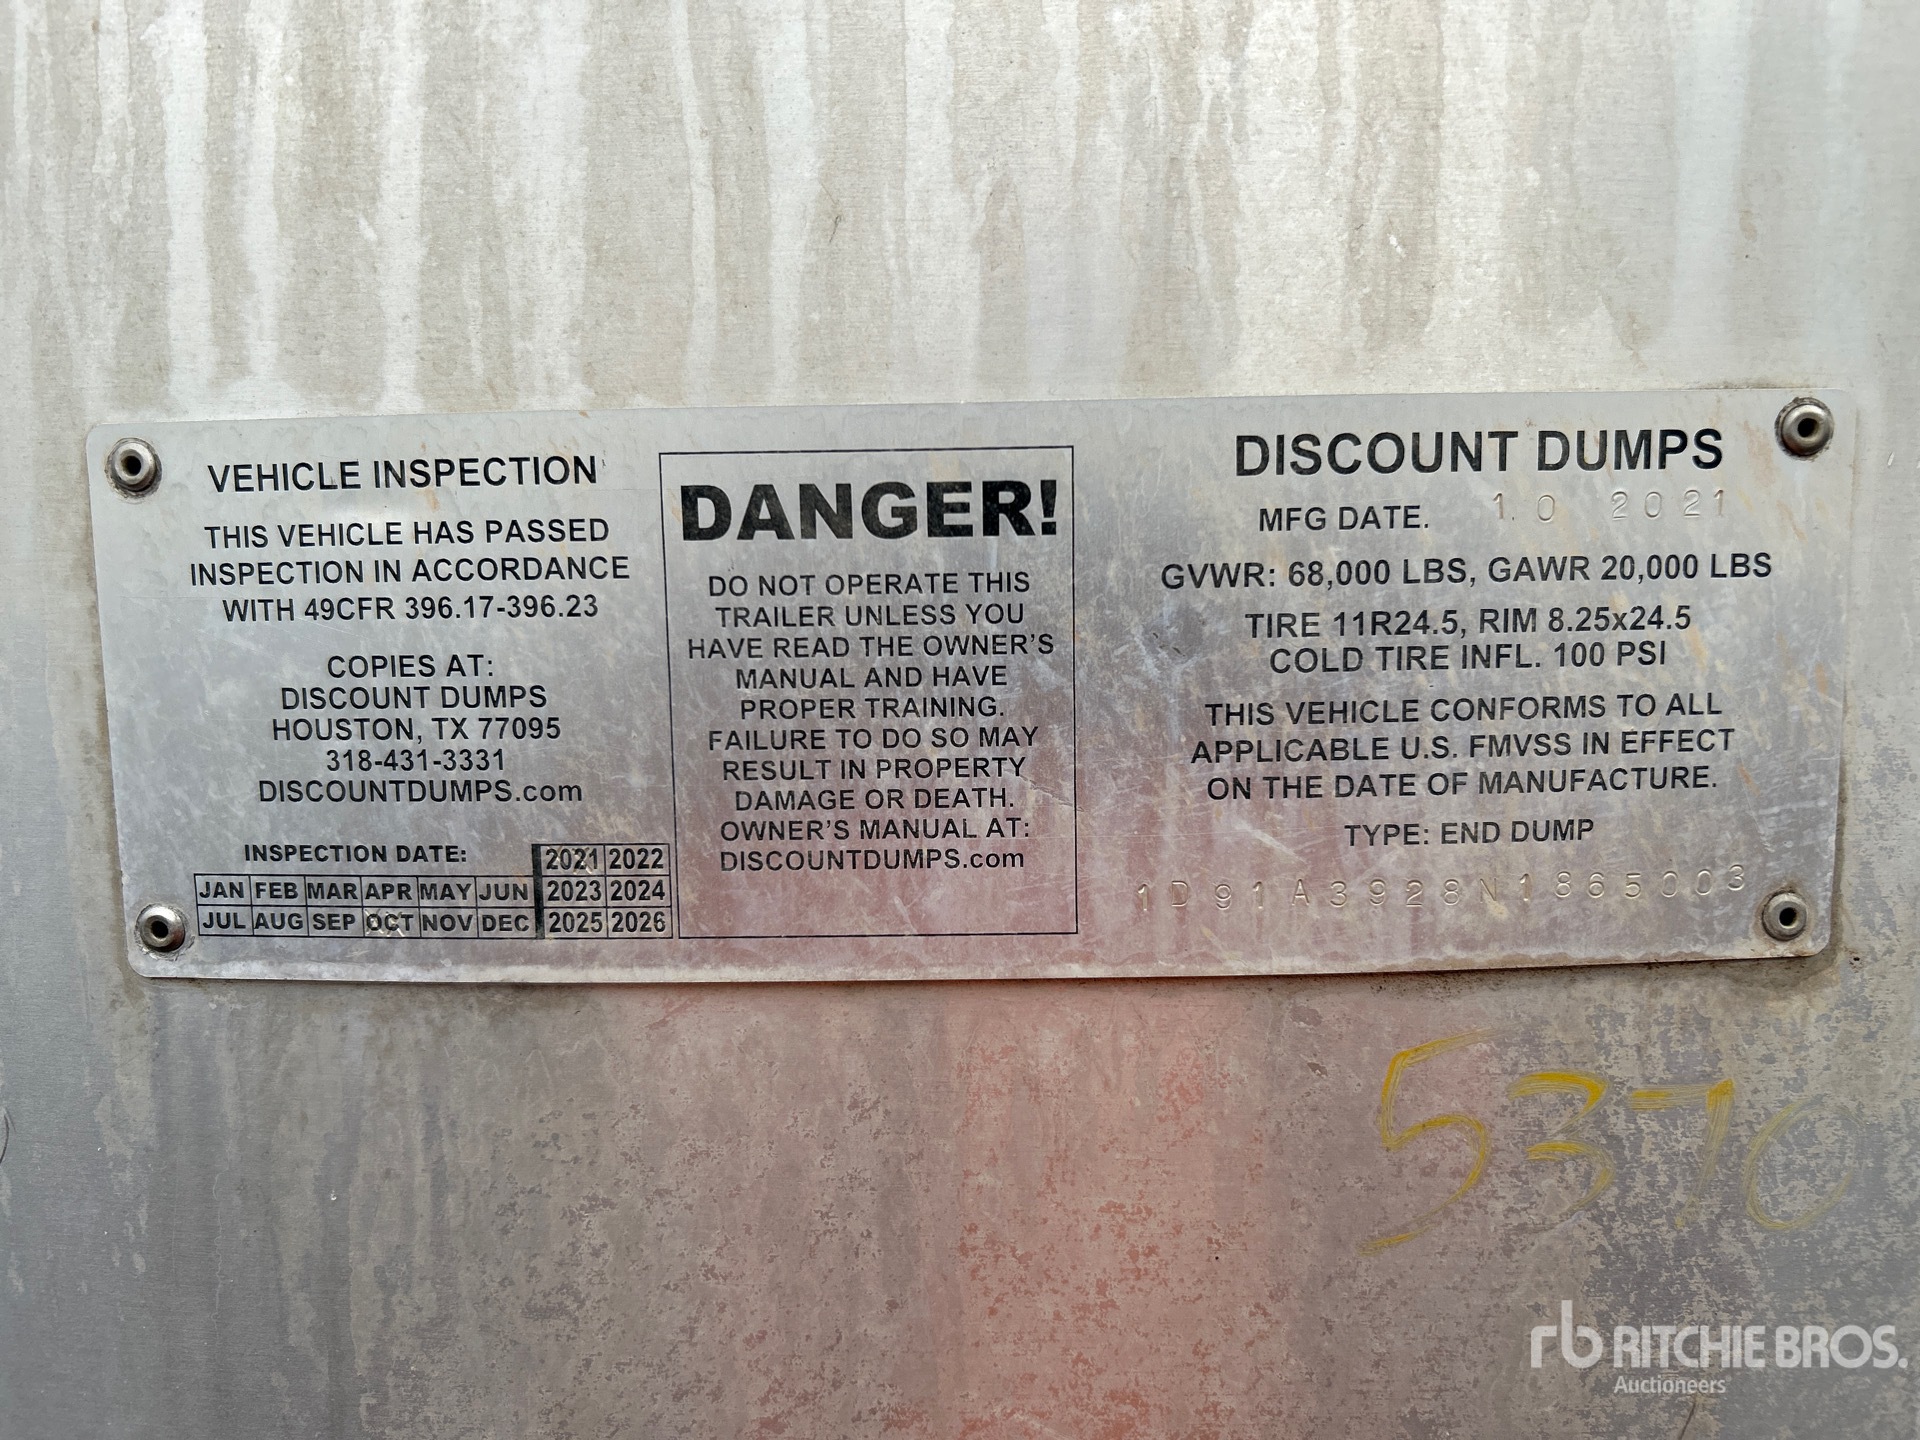 VEHICLE INSPECTION
THIS VEHICLE HAS PASSED
INSPECTION IN ACCORDANCE
WITH 49CFR 396.17-396.23
COPIES AT:
DISCOUNT DUMPS
HOUSTON, TX 77095
318-431-3331
DISCOUNTDUMPS.com
INSPECTION DATE: 2021 2022
JAN FEB MAR APR MAY JUN 2023 2024
JUL AUG SEP OCT NOV DEC 2025 2026
DANGER!
DO NOT OPERATE THIS
TRAILER UNLESS YOU
HAVE READ THE OWNER'S
MANUAL AND HAVE
PROPER TRAINING.
FAILURE TO DO SO MAY
RESULT IN PROPERTY
DAMAGE OR DEATH.
OWNER'S MANUAL AT:
DISCOUNTDUMPS.com
DISCOUNT DUMPS
MFG DATE. 10 2021
GVWR: 68,000 LBS, GAWR 20,000 LBS
TIRE 11R24.5, RIM 8.25x24.5
COLD TIRE INFL. 100 PSI
THIS VEHICLE CONFORMS TO ALL
APPLICABLE U.S. FMVSS IN EFFECT
ON THE DATE OF MANUFACTURE.
TYPE: END DUMP
1D91A3928N1865003
5370
rb RITCHIE BROS.
Auctioneers